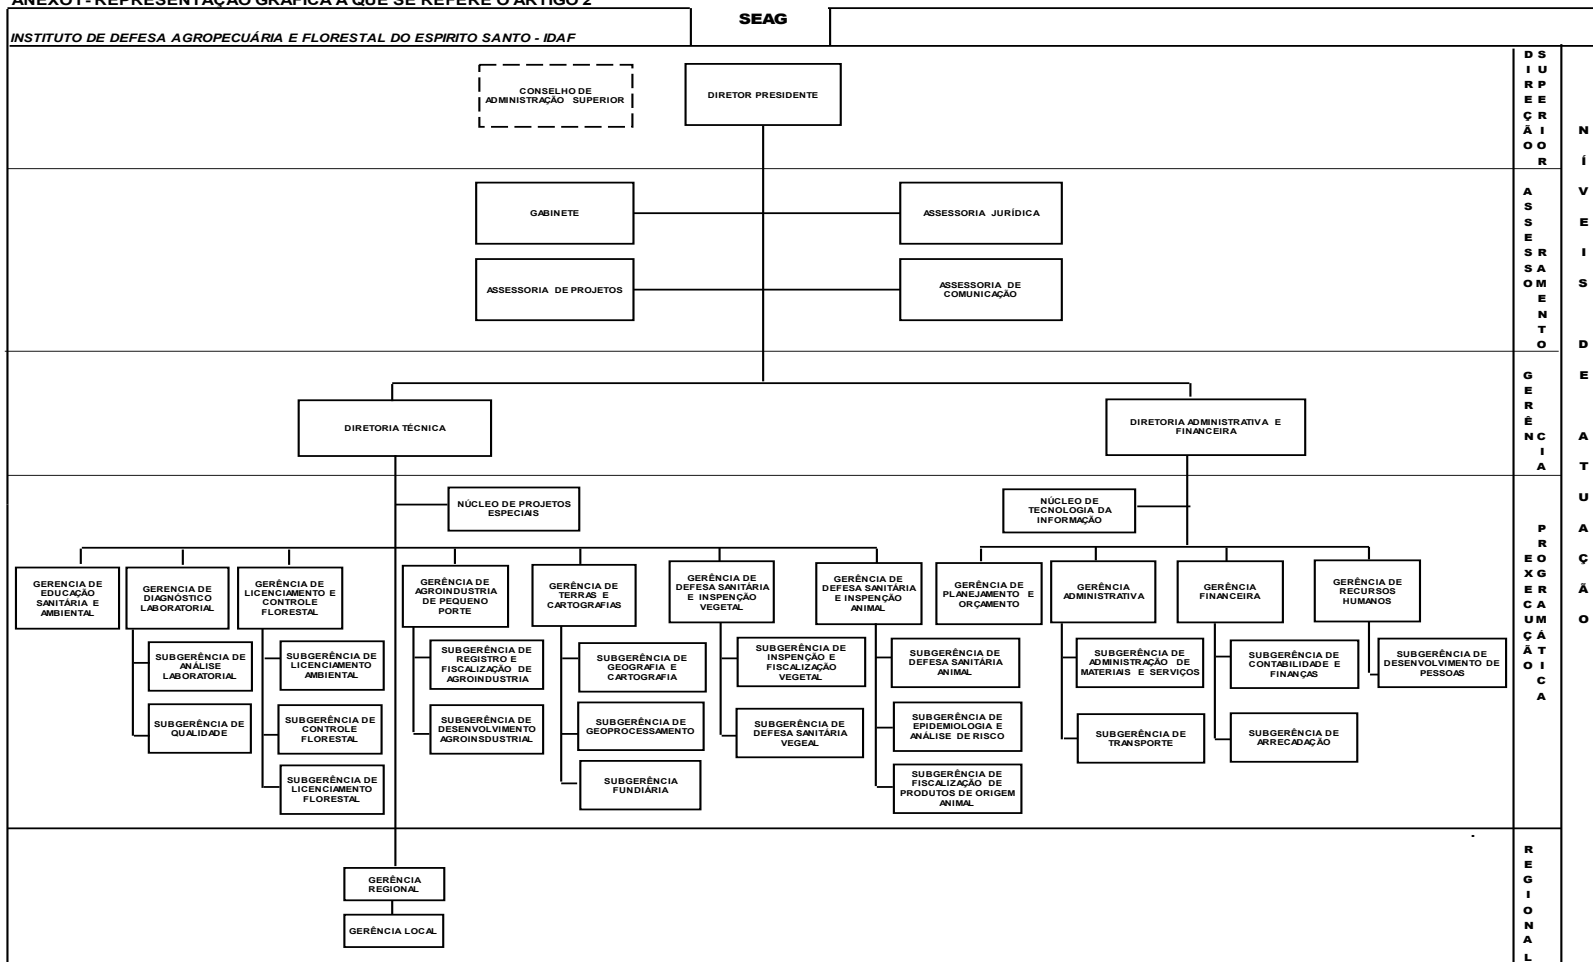 ANEXO I - REPRESENTAÇÃO GRÁFICA A QUE SE REFERE O ARTIGO 2º
SEAG
INSTITUTO DE DEFESA AGROPECUÁRIA E FLORESTAL DO ESPIRITO SANTO - IDAF
CONSELHO DE
ADMINISTRAÇÃO SUPERIOR
DIRETOR PRESIDENTE
DIREÇÃO
SUPERIOR
GABINETE
ASSESSORIA JURÍDICA
ASSESSORIA DE PROJETOS
ASSESSORIA DE
COMUNICAÇÃO
ASSESSO
RAMENTO
DIRETORIA TÉCNICA
DIRETORIA ADMINISTRATIVA E
FINANCEIRA
GERÊN
CIA
NÚCLEO DE PROJETOS
ESPECIAIS
NÚCLEO DE
TECNOLOGIA DA
INFORMAÇÃO
GERENCIA DE
EDUCAÇÃO
SANITÁRIA E
AMBIENTAL
GERENCIA DE
DIAGNÓSTICO
LABORATORIAL
GERÊNCIA DE
LICENCIAMENTO E
CONTROLE
FLORESTAL
GERÊNCIA DE
AGROINDUSTRIA
DE PEQUENO
PORTE
GERÊNCIA DE
TERRAS E
CARTOGRAFIAS
GERÊNCIA DE
DEFESA SANITÁRIA
E INSPEÇÃO
VEGETAL
GERÊNCIA DE
DEFESA SANITÁRIA
E INSPEÇÃO
ANIMAL
GERÊNCIA DE
PLANEJAMENTO E
ORÇAMENTO
GERÊNCIA
ADMINISTRATIVA
GERÊNCIA
FINANCEIRA
GERÊNCIA DE
RECURSOS
HUMANOS
SUBGERÊNCIA DE
ANÁLISE
LABORATORIAL
SUBGERÊNCIA DE
LICENCIAMENTO
AMBIENTAL
SUBGERÊNCIA DE
REGISTRO E
FISCALIZAÇÃO DE
AGROINDUSTRIA
SUBGERÊNCIA DE
GEOGRAFIA E
CARTOGRAFIA
SUBGERÊNCIA DE
INSPENÇÃO E
FISCALIZAÇÃO
VEGETAL
SUBGERÊNCIA DE
DEFESA SANITÁRIA
ANIMAL
SUBGERÊNCIA DE
ADMINISTRAÇÃO DE
MATERIAIS E SERVIÇOS
SUBGERÊNCIA DE
CONTABILIDADE E
FINANÇAS
SUBGERÊNCIA DE
DESENVOLVIMENTO DE
PESSOAS
SUBGERÊNCIA DE
QUALIDADE
SUBGERÊNCIA DE
CONTROLE
FLORESTAL
SUBGERÊNCIA DE
DESENVOLVIMENTO
AGROINSDUSTRIAL
SUBGERÊNCIA DE
GEOPROCESSAMENTO
SUBGERÊNCIA DE
DEFESA SANITÁRIA
VEGEAL
SUBGERÊNCIA DE
EPIDEMIOLOGIA E
ANÁLISE DE RISCO
SUBGERÊNCIA DE
TRANSPORTE
SUBGERÊNCIA DE
ARRECADAÇÃO
SUBGERÊNCIA DE
LICENCIAMENTO
FLORESTAL
SUBGERÊNCIA
FUNDIÁRIA
SUBGERÊNCIA DE
FISCALIZAÇÃO DE
PRODUTOS DE ORIGEM
ANIMAL
EXECUÇÃO
PROGRAMÁTICA
GERÊNCIA
REGIONAL
GERÊNCIA LOCAL
REGIONAL
NÍVEIS DE ATUAÇÃO